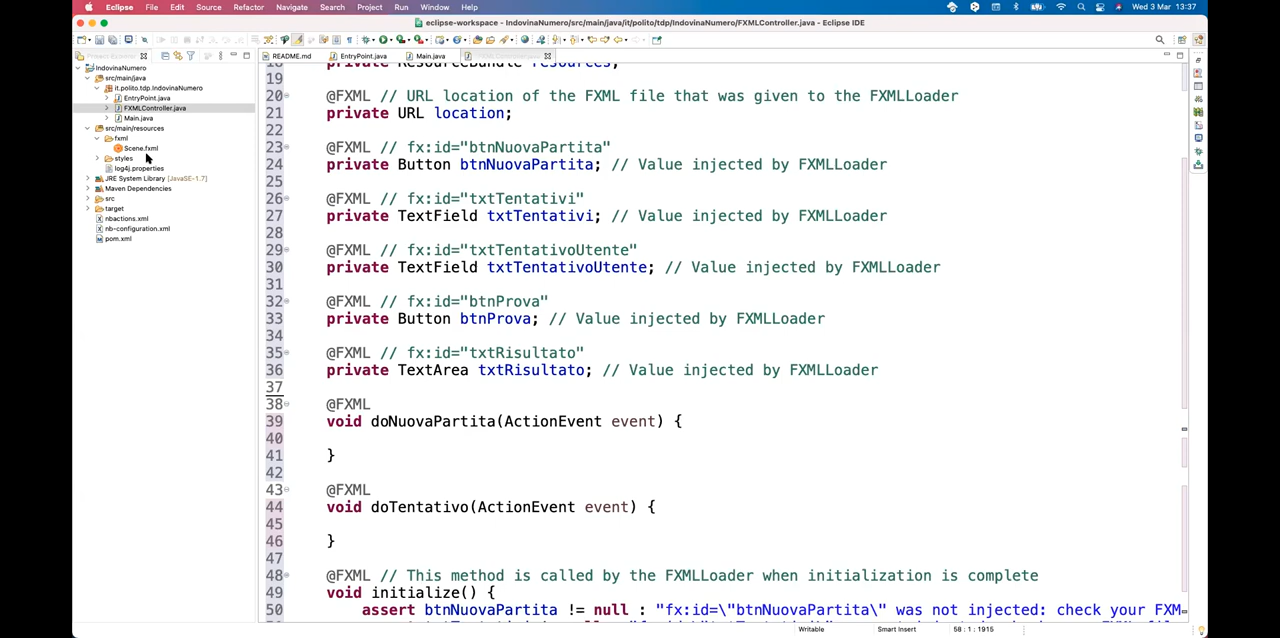 Eclipse File Edit Source Refactor Navigate Search Project Run Window Help Wed 3 Mar 13:37
eclipse-workspace - IndovinaNumero/src/main/java/it/polito/tdp/IndovinaNumero/FXMLController.java - Eclipse IDE
README.md EntryPoint.java Main.java
IndovinaNumero
src/main/java
it.polito.tdp.IndovinaNumero
EntryPoint.java
FXMLController.java
Main.java
src/main/resources
fxml
Scene.fxml
styles
log4j.properties
JRE System Library [JavaSE-1.7]
Maven Dependencies
src
target
nbactions.xml
nb-configuration.xml
pom.xml
18 private ResourceBundle resources;
19
20 @FXML // URL location of the FXML file that was given to the FXMLLoader
21 private URL location;
22
23 @FXML // fx:id="btnNuovaPartita"
24 private Button btnNuovaPartita; // Value injected by FXMLLoader
25
26 @FXML // fx:id="txtTentativi"
27 private TextField txtTentativi; // Value injected by FXMLLoader
28
29 @FXML // fx:id="txtTentativoUtente"
30 private TextField txtTentativoUtente; // Value injected by FXMLLoader
31
32 @FXML // fx:id="btnProva"
33 private Button btnProva; // Value injected by FXMLLoader
34
35 @FXML // fx:id="txtRisultato"
36 private TextArea txtRisultato; // Value injected by FXMLLoader
37
38 @FXML
39 void doNuovaPartita(ActionEvent event) {
40
41 }
42
43 @FXML
44 void doTentativo(ActionEvent event) {
45
46 }
47
48 @FXML // This method is called by the FXMLLoader when initialization is complete
49 void initialize() {
50 assert btnNuovaPartita != null : "fx:id=\"btnNuovaPartita\" was not injected: check your FXM
Writable Smart Insert 58 : 1 : 1915